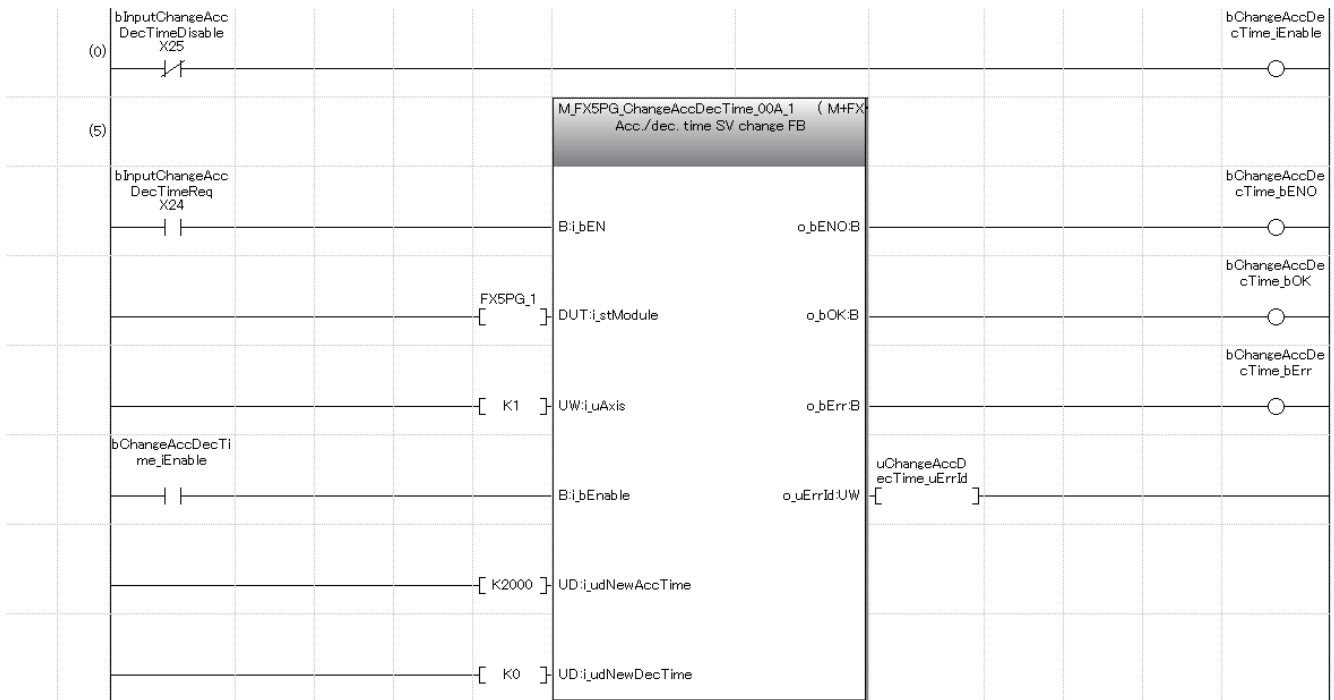 bInputChangeAcc
DecTimeDisable
X25
bChangeAccDe
cTime_iEnable
(0)
M_FX5PG_ChangeAccDecTime_00A_1 ( M+FX
Acc./dec. time SV change FB
(5)
bInputChangeAcc
DecTimeReq
X24
bChangeAccDe
cTime_bENO
B:i_bEN
o_bENO:B
bChangeAccDe
cTime_bOK
FX5PG_1
DUT:i_stModule
o_bOK:B
bChangeAccDe
cTime_bErr
K1
UW:i_uAxis
o_bErr:B
bChangeAccDecTi
me_iEnable
uChangeAccD
ecTime_uErrId
B:i_bEnable
o_uErrId:UW
K2000
UD:i_udNewAccTime
K0
UD:i_udNewDecTime